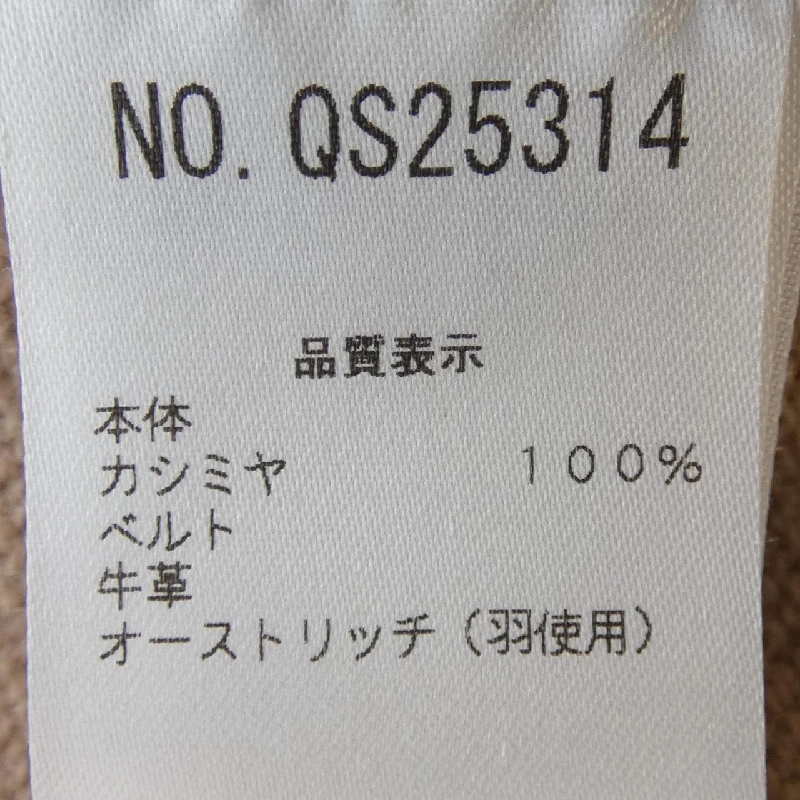 NO. QS25314
品質表示
本体
カシミヤ　１００％
ベルト
牛革
オーストリッチ（羽使用）